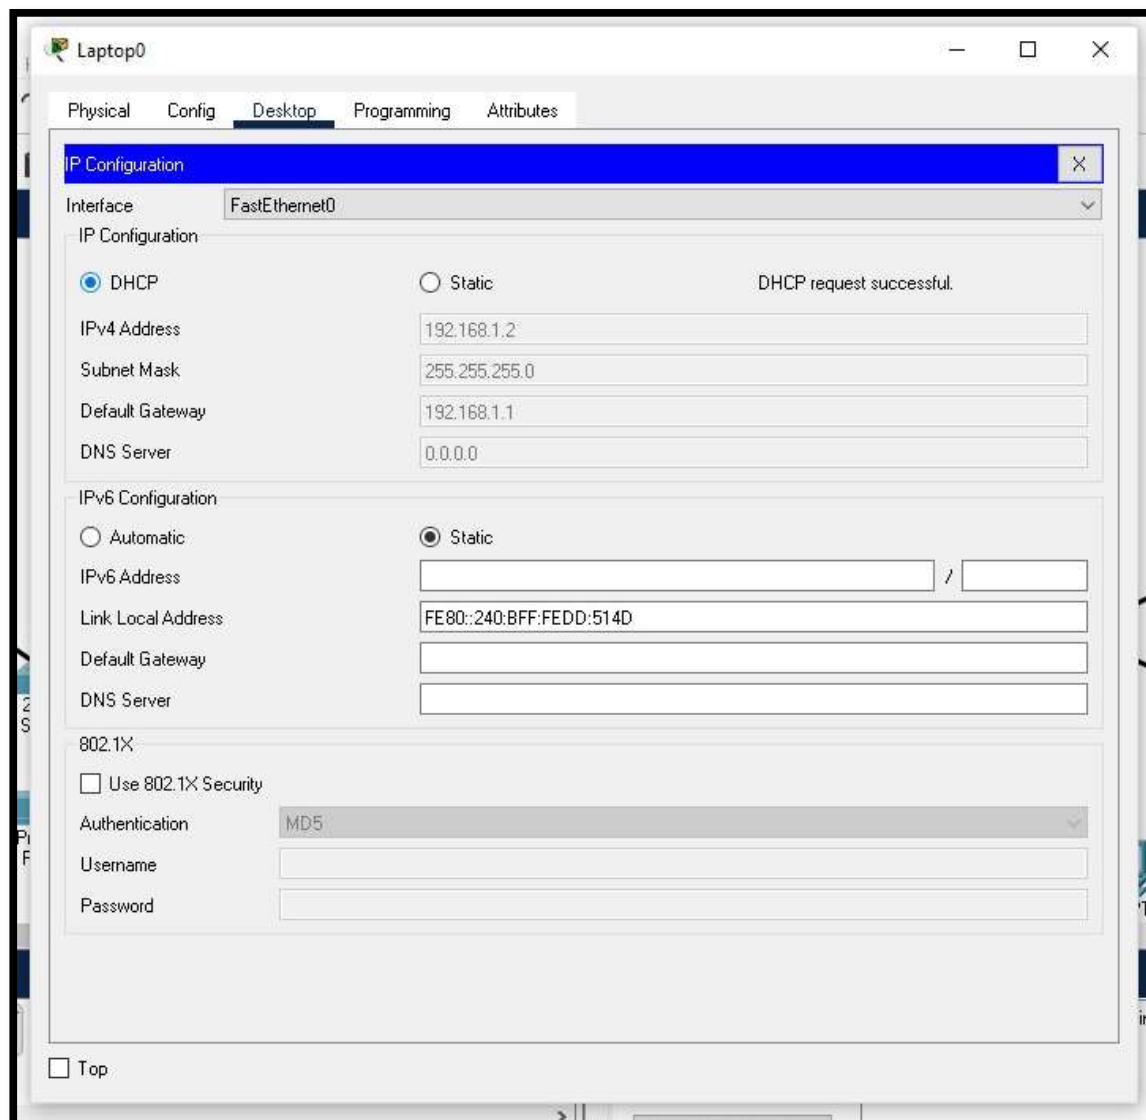 Laptop0
Physical Config Desktop Programming Attributes
IP Configuration X
Interface FastEthernet0
IP Configuration
DHCP Static DHCP request successful.
IPv4 Address 192.168.1.2
Subnet Mask 255.255.255.0
Default Gateway 192.168.1.1
DNS Server 0.0.0.0
IPv6 Configuration
Automatic Static
IPv6 Address /
Link Local Address FE80::240:BFF:FEDD:514D
Default Gateway
DNS Server
802.1X
Use 802.1X Security
Authentication MD5
Username
Password
Top